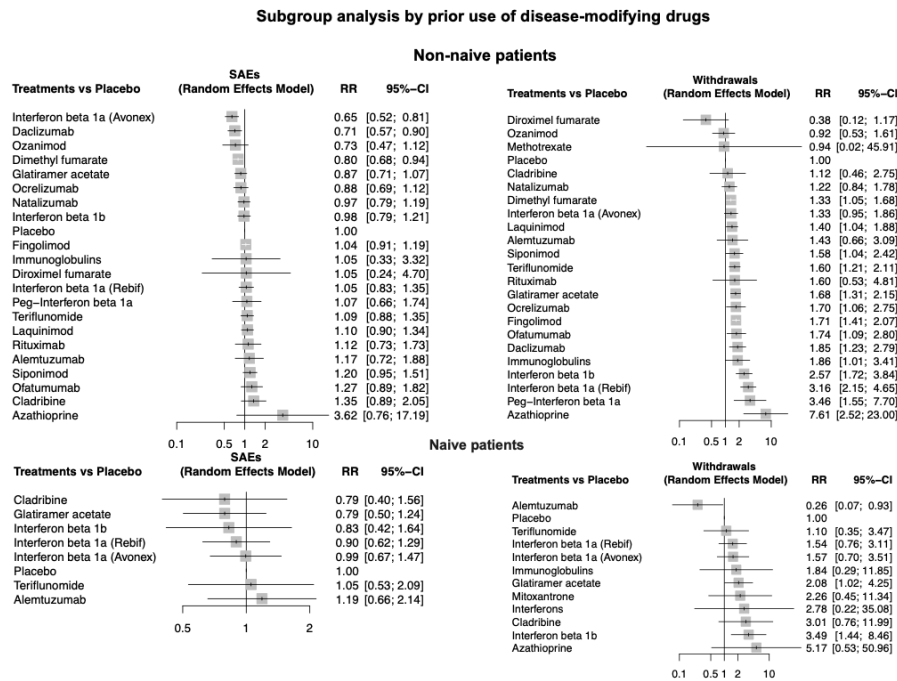 Subgroup analysis by prior use of disease-modifying drugs
Non-naive patients
SAEs
Treatments vs Placebo (Random Effects Model) RR 95%−CI
Interferon beta 1a (Avonex) 0.65 [0.52; 0.81]
Daclizumab 0.71 [0.57; 0.90]
Ozanimod 0.73 [0.47; 1.12]
Dimethyl fumarate 0.80 [0.68; 0.94]
Glatiramer acetate 0.87 [0.71; 1.07]
Ocrelizumab 0.88 [0.69; 1.12]
Natalizumab 0.97 [0.79; 1.19]
Interferon beta 1b 0.98 [0.79; 1.21]
Placebo 1.00
Fingolimod 1.04 [0.91; 1.19]
Immunoglobulins 1.05 [0.33; 3.32]
Diroximel fumarate 1.05 [0.24; 4.70]
Interferon beta 1a (Rebif) 1.05 [0.83; 1.35]
Peg−Interferon beta 1a 1.07 [0.66; 1.74]
Teriflunomide 1.09 [0.88; 1.35]
Laquinimod 1.10 [0.90; 1.34]
Rituximab 1.12 [0.73; 1.73]
Alemtuzumab 1.17 [0.72; 1.88]
Siponimod 1.20 [0.95; 1.51]
Ofatumumab 1.27 [0.89; 1.82]
Cladribine 1.35 [0.89; 2.05]
Azathioprine 3.62 [0.76; 17.19]
0.1 0.5 1 2 10
Withdrawals
Treatments vs Placebo (Random Effects Model) RR 95%−CI
Diroximel fumarate 0.38 [0.12; 1.17]
Ozanimod 0.92 [0.53; 1.61]
Methotrexate 0.94 [0.02; 45.91]
Placebo 1.00
Cladribine 1.12 [0.46; 2.75]
Natalizumab 1.22 [0.84; 1.78]
Dimethyl fumarate 1.33 [1.05; 1.68]
Interferon beta 1a (Avonex) 1.33 [0.95; 1.86]
Laquinimod 1.40 [1.04; 1.88]
Alemtuzumab 1.43 [0.66; 3.09]
Siponimod 1.58 [1.04; 2.42]
Teriflunomide 1.60 [1.21; 2.11]
Rituximab 1.60 [0.53; 4.81]
Glatiramer acetate 1.68 [1.31; 2.15]
Ocrelizumab 1.70 [1.06; 2.75]
Fingolimod 1.71 [1.41; 2.07]
Ofatumumab 1.74 [1.09; 2.80]
Daclizumab 1.85 [1.23; 2.79]
Immunoglobulins 1.86 [1.01; 3.41]
Interferon beta 1b 2.57 [1.72; 3.84]
Interferon beta 1a (Rebif) 3.16 [2.15; 4.65]
Peg−Interferon beta 1a 3.46 [1.55; 7.70]
Azathioprine 7.61 [2.52; 23.00]
0.1 0.5 1 2 10
Naive patients
SAEs
Treatments vs Placebo (Random Effects Model) RR 95%−CI
Cladribine 0.79 [0.40; 1.56]
Glatiramer acetate 0.79 [0.50; 1.24]
Interferon beta 1b 0.83 [0.42; 1.64]
Interferon beta 1a (Rebif) 0.90 [0.62; 1.29]
Interferon beta 1a (Avonex) 0.99 [0.67; 1.47]
Placebo 1.00
Teriflunomide 1.05 [0.53; 2.09]
Alemtuzumab 1.19 [0.66; 2.14]
0.5 1 2
Withdrawals
Treatments vs Placebo (Random Effects Model) RR 95%−CI
Alemtuzumab 0.26 [0.07; 0.93]
Placebo 1.00
Teriflunomide 1.10 [0.35; 3.47]
Interferon beta 1a (Rebif) 1.54 [0.76; 3.11]
Interferon beta 1a (Avonex) 1.57 [0.70; 3.51]
Immunoglobulins 1.84 [0.29; 11.85]
Glatiramer acetate 2.08 [1.02; 4.25]
Mitoxantrone 2.26 [0.45; 11.34]
Interferons 2.78 [0.22; 35.08]
Cladribine 3.01 [0.76; 11.99]
Interferon beta 1b 3.49 [1.44; 8.46]
Azathioprine 5.17 [0.53; 50.96]
0.1 0.5 1 2 10